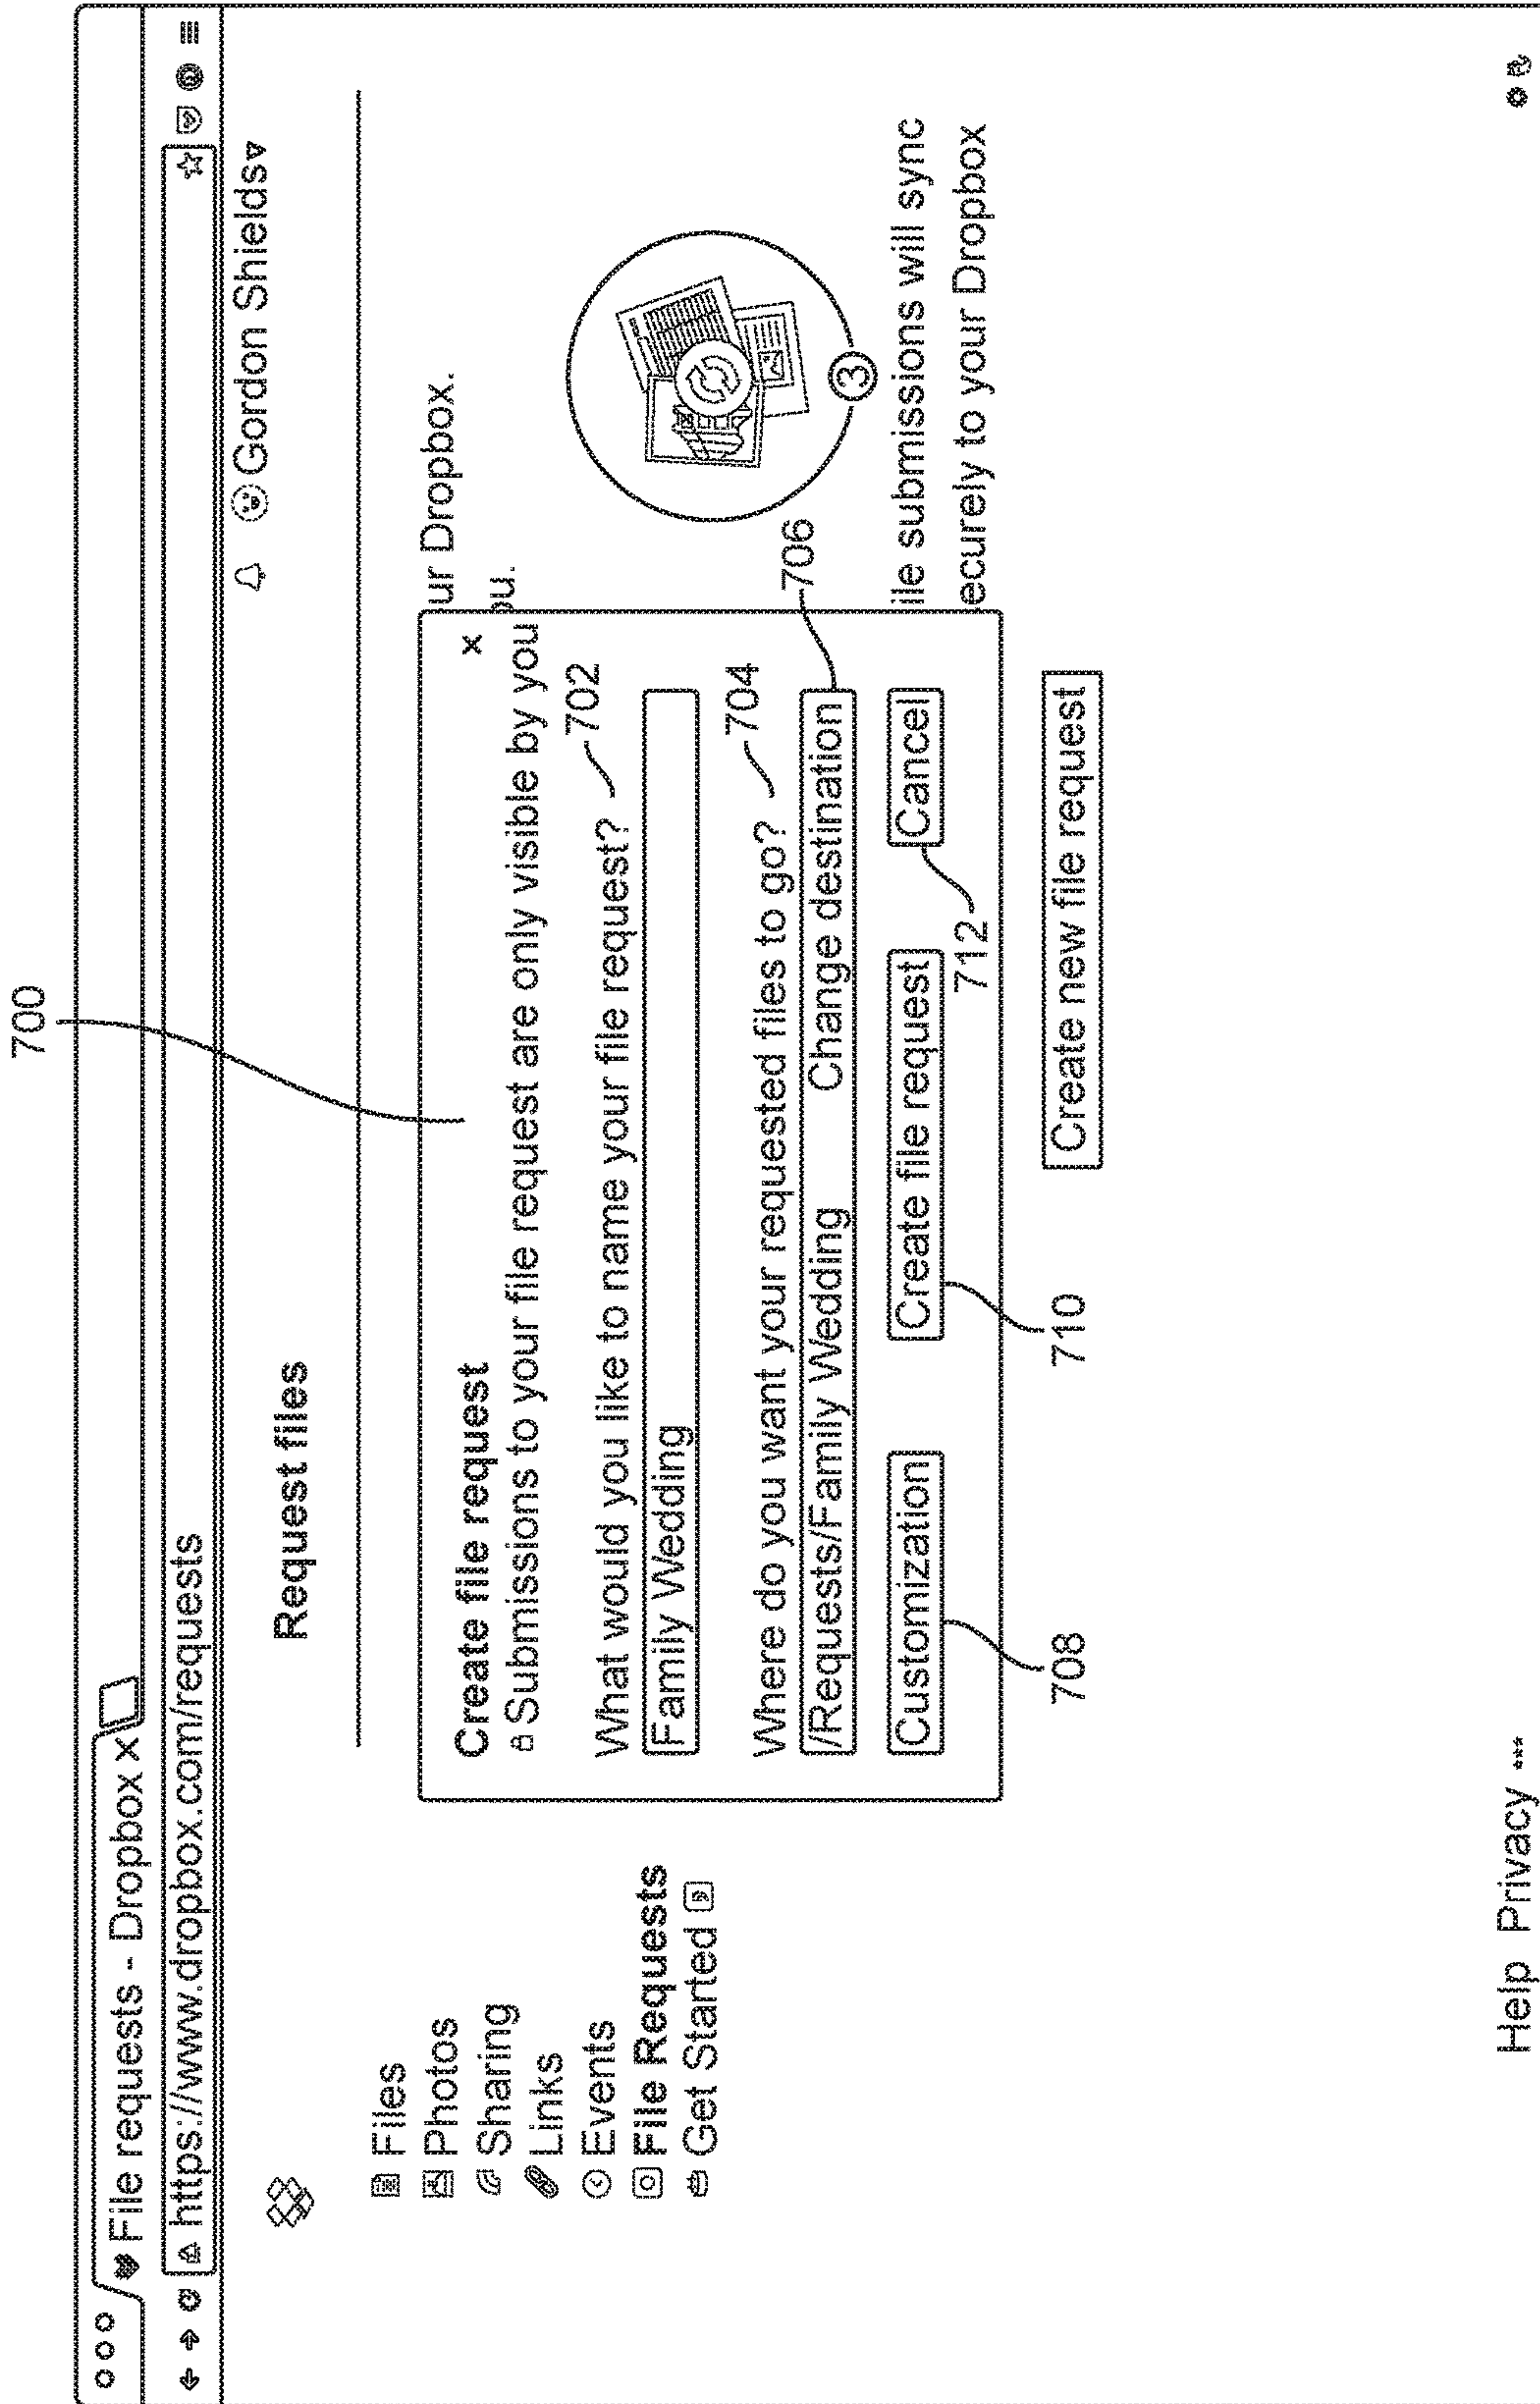 700
File requests - Dropbox X
https://www.dropbox.com/requests
Gordon Shields
Request files
Files
Photos
Sharing
Links
Events
File Requests
Get Started
ur Dropbox.
ou.
Create file request
x
Submissions to your file request are only visible by you
What would you like to name your file request?
702
Family Wedding
Where do you want your requested files to go?
704
/Requests/Family Wedding Change destination
706
Customization
Create file request
Cancel
708
710
712
3
ile submissions will sync
ecurely to your Dropbox
Create new file request
Help Privacy ...